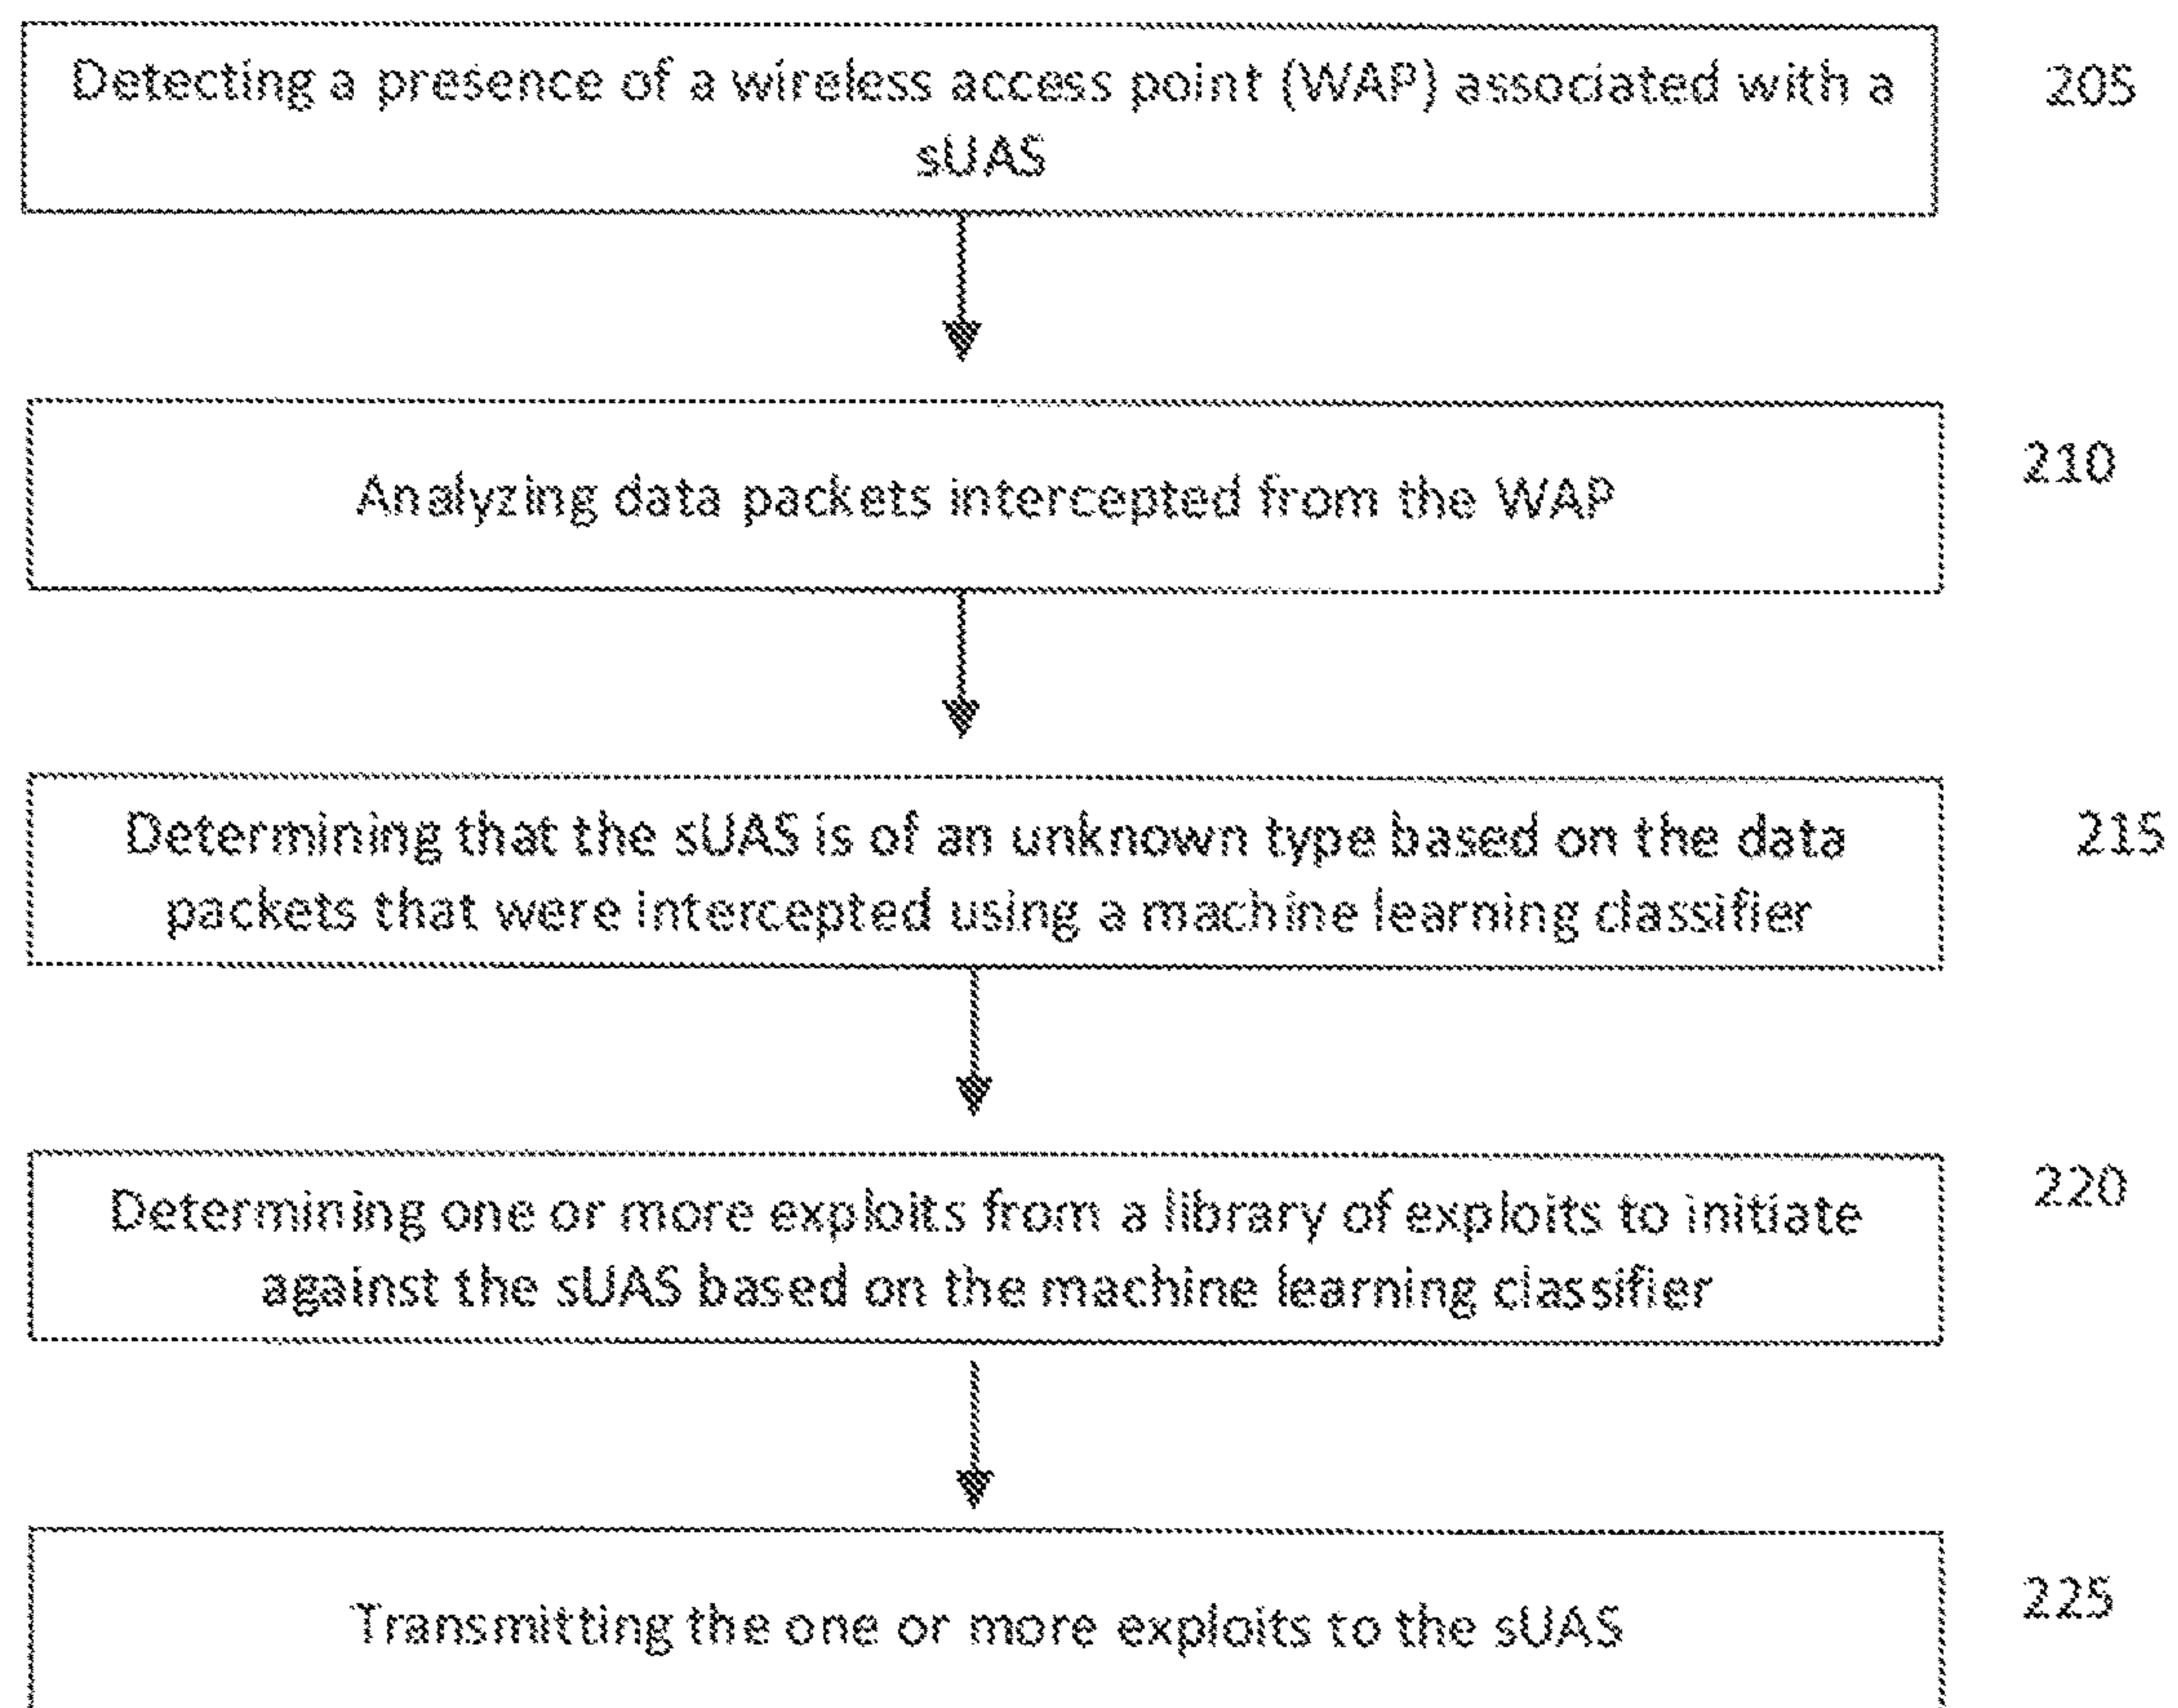 Detecting a presence of a wireless access point (WAP) associated with a
sUAS
205
Analyzing data packets intercepted from the WAP
210
Determining that the sUAS is of an unknown type based on the data
packets that were intercepted using a machine learning classifier
215
Determining one or more exploits from a library of exploits to initiate
against the sUAS based on the machine learning classifier
220
Transmitting the one or more exploits to the sUAS
225